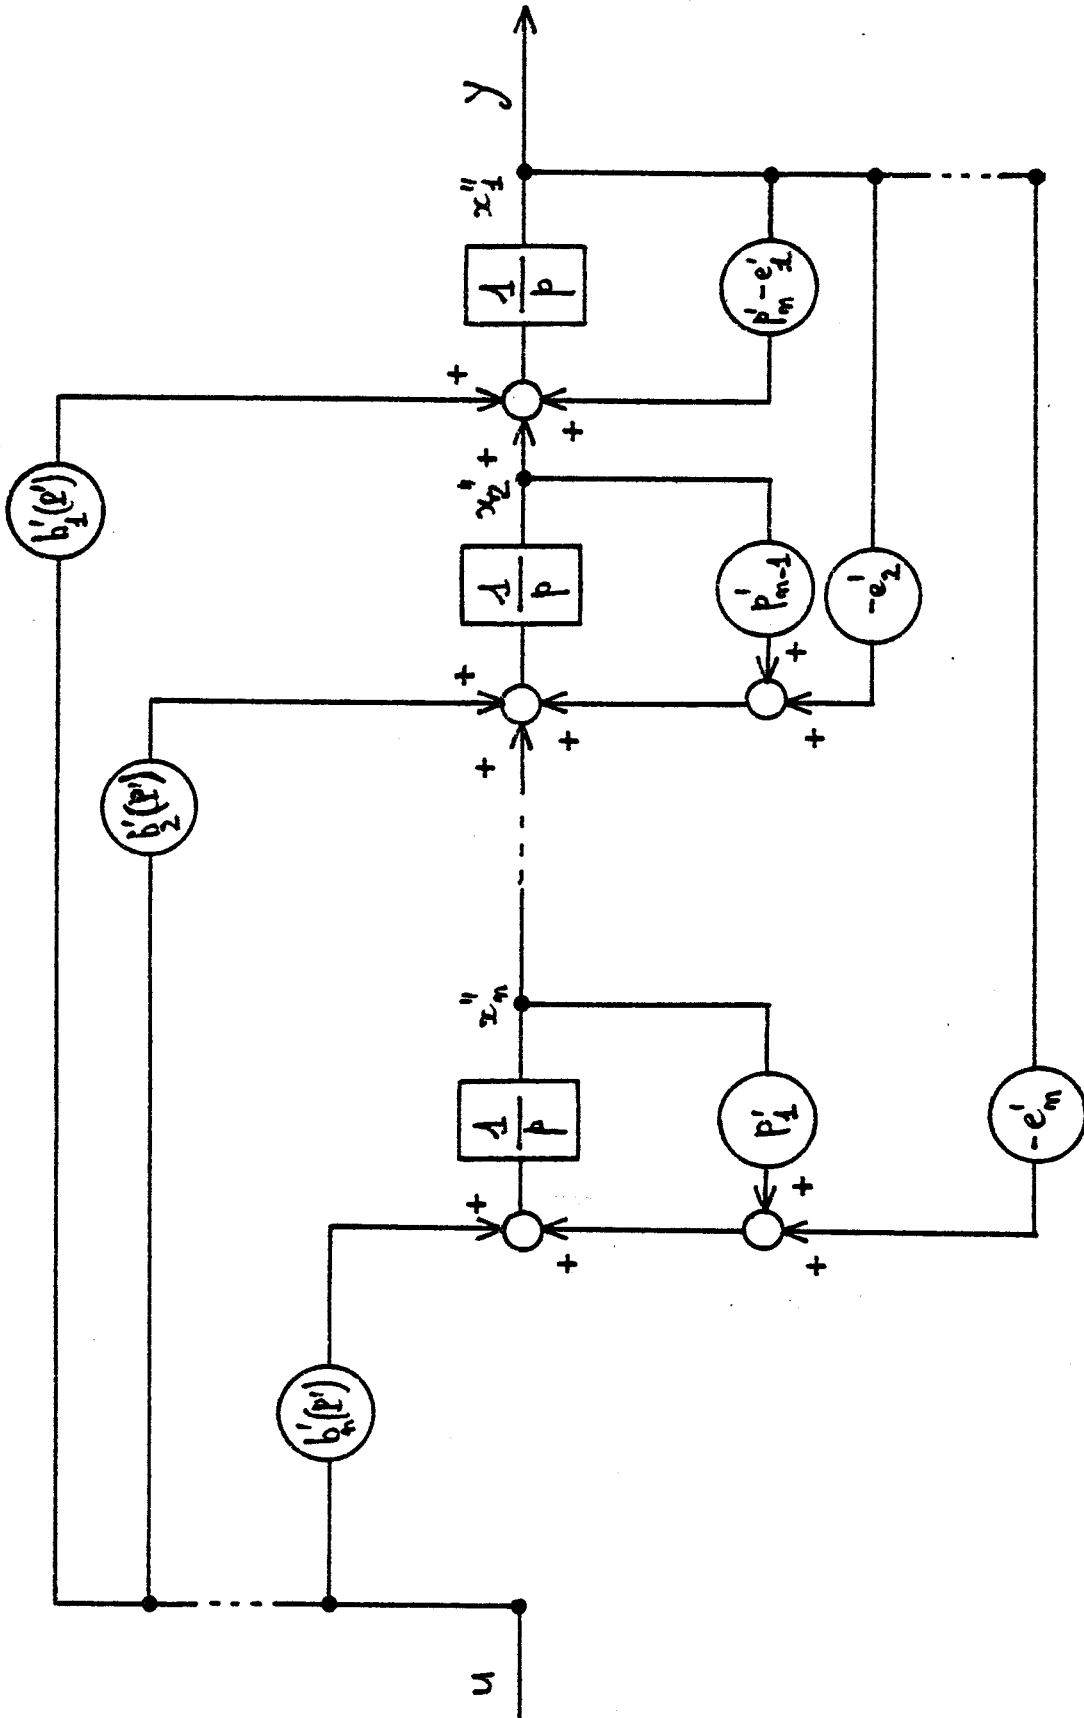 b'₁(p')
b'₂(p')
b'ₙ(p')
u
+
x''ₙ
+
+
x''₂
+
+
x''₁
y
1/p
1/p
1/p
+
+
+
p'₁
+
p'ₙ₋₁
+
p'ₙ-e'₁
+
+
-e'₂
-e'ₙ